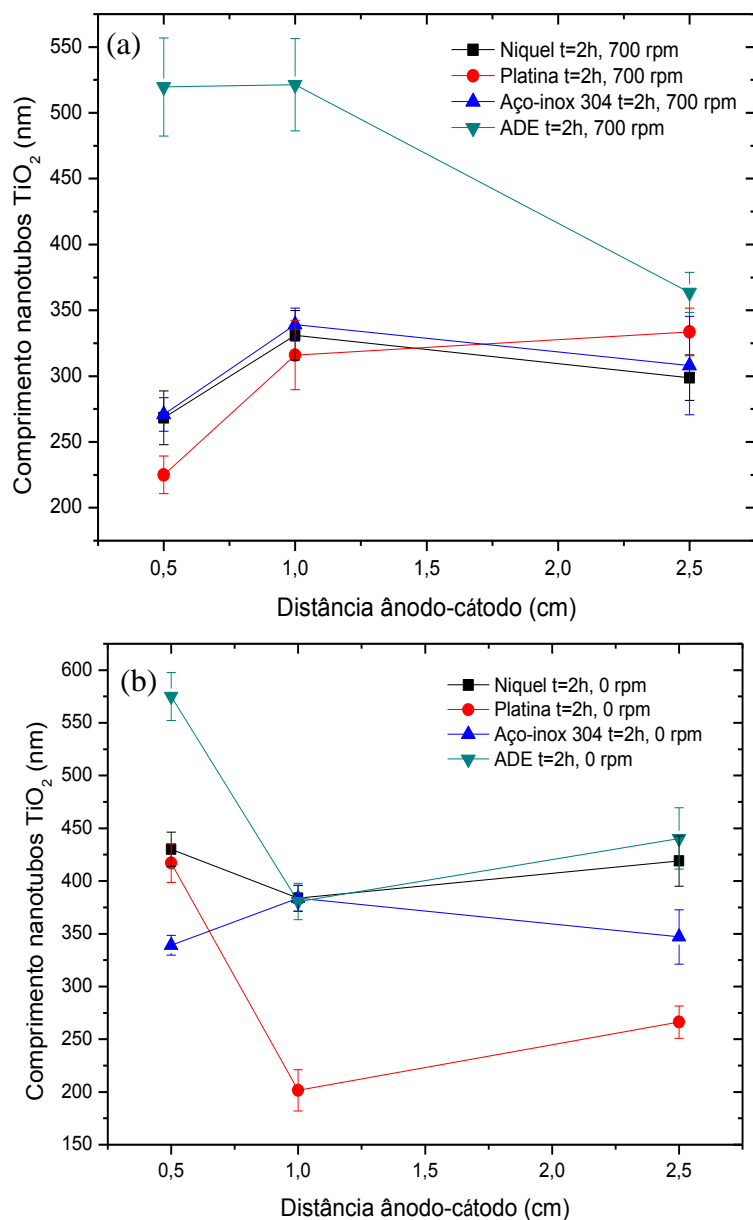 (a)
Niquel t=2h, 700 rpm
Platina t=2h, 700 rpm
Aço-inox 304 t=2h, 700 rpm
ADE t=2h, 700 rpm
Comprimento nanotubos TiO₂ (nm)
550
500
450
400
350
300
250
200
0,5
1,0
1,5
2,0
2,5
Distância ânodo-cátodo (cm)
(b)
Niquel t=2h, 0 rpm
Platina t=2h, 0 rpm
Aço-inox 304 t=2h, 0 rpm
ADE t=2h, 0 rpm
Comprimento nanotubos TiO₂ (nm)
600
550
500
450
400
350
300
250
200
150
0,5
1,0
1,5
2,0
2,5
Distância ânodo-cátodo (cm)